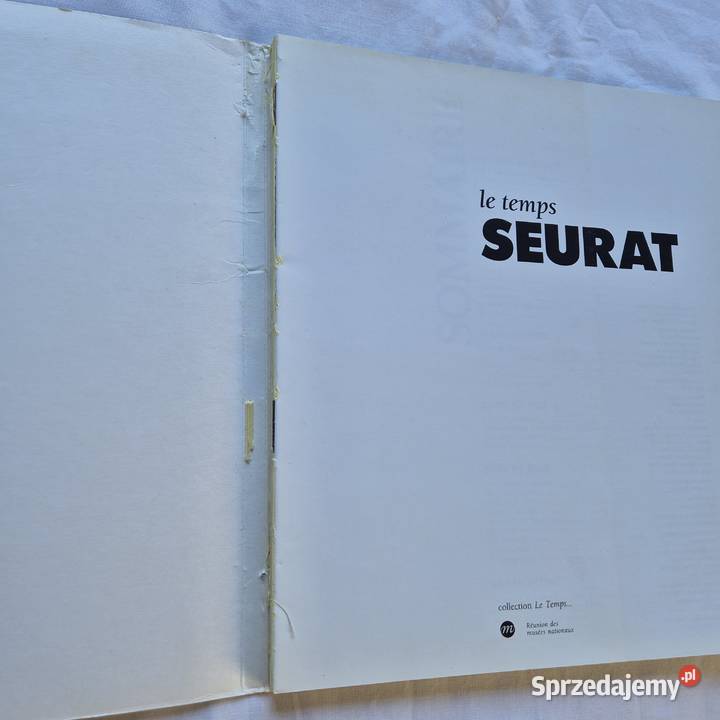 le temps
SEURAT
collection Le Temps...
m
Réunion des
musées nationaux
Sprzedajemy.pl